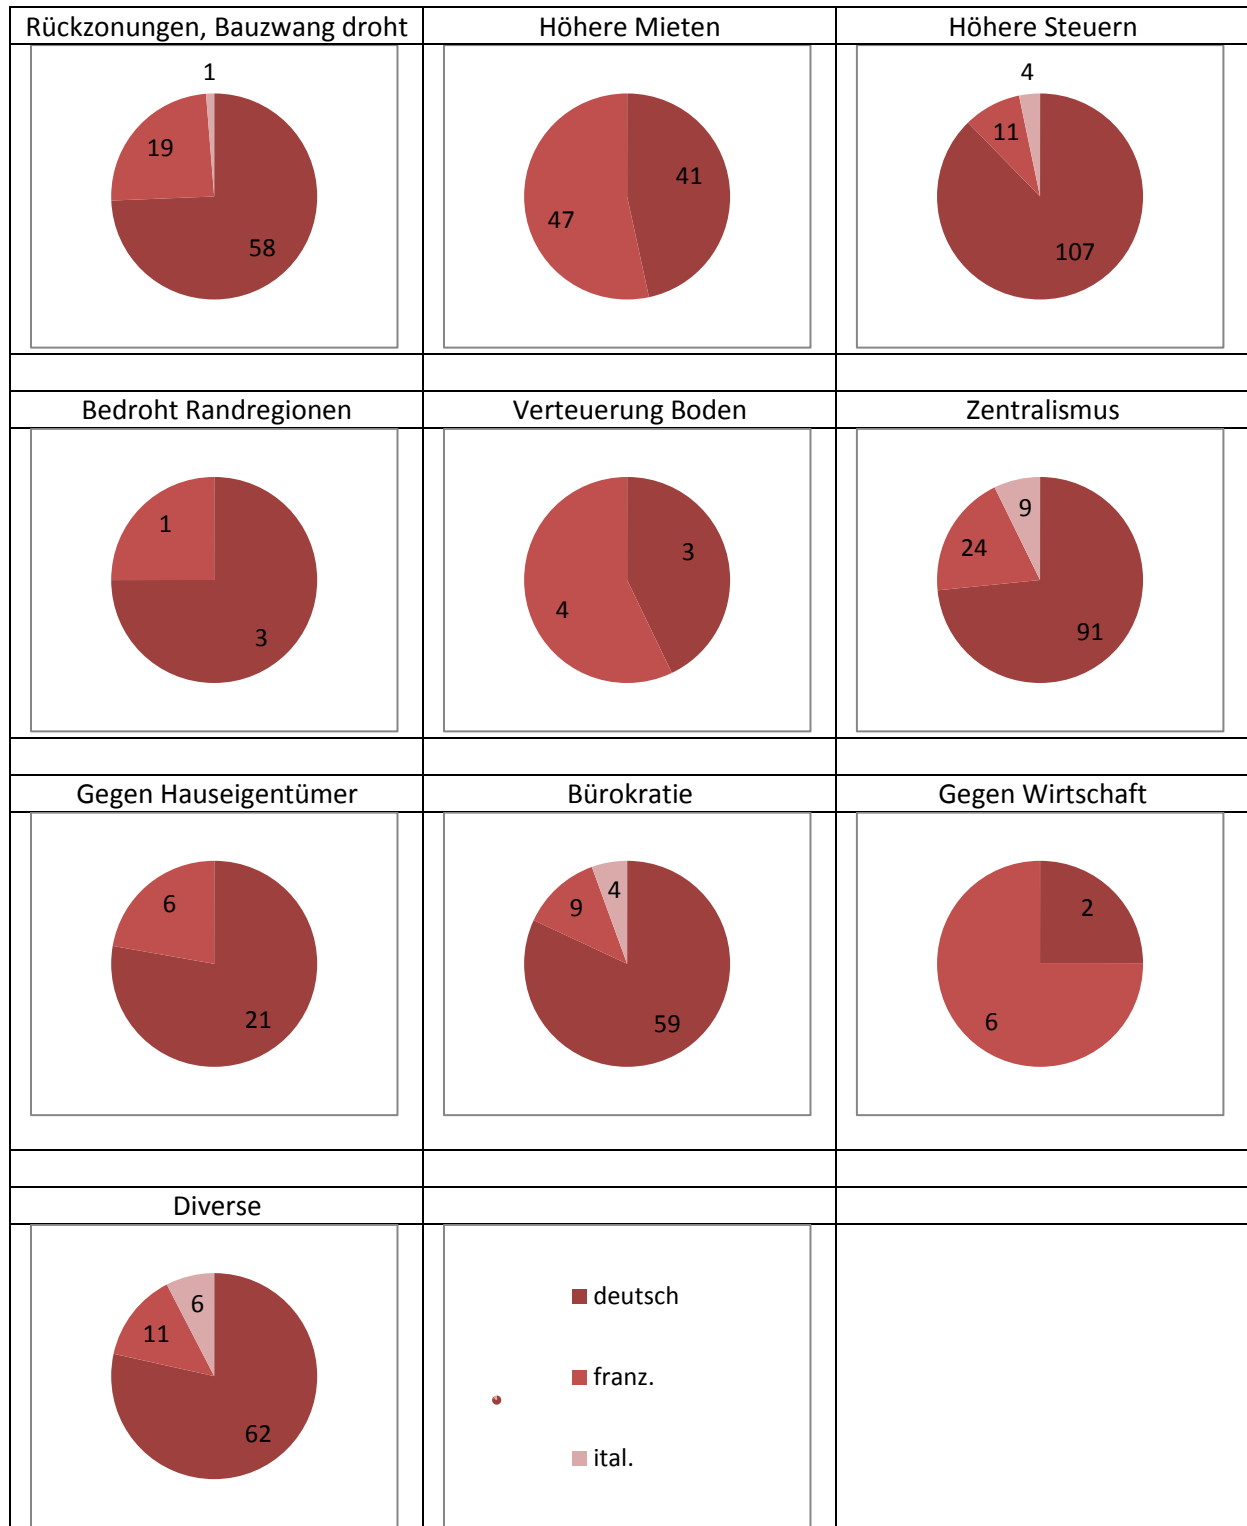 Rückzonungen, Bauzwang droht
Höhere Mieten
Höhere Steuern
1
19
58
47
41
4
11
107
Bedroht Randregionen
Verteuerung Boden
Zentralismus
1
3
4
3
9
24
91
Gegen Hauseigentümer
Bürokratie
Gegen Wirtschaft
6
21
4
9
59
2
6
Diverse
6
11
62
deutsch
franz.
ital.